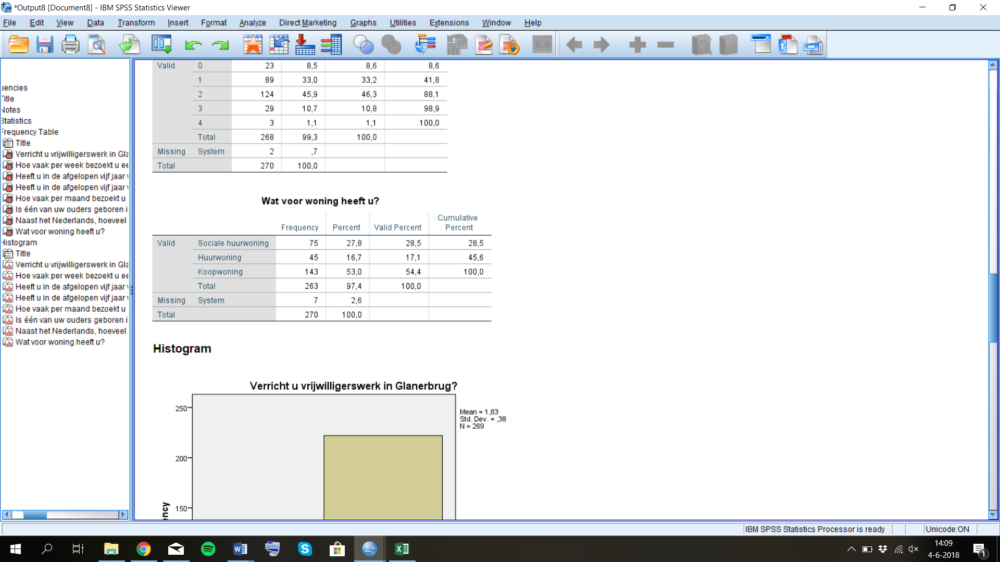 *Output8 [Document8] - IBM SPSS Statistics Viewer
File Edit View Data Transform Insert Format Analyze Direct Marketing Graphs Utilities Extensions Window Help
uencies
Title
Notes
Statistics
Frequency Table
Title
Verricht u vrijwilligerswerk in Gla
Hoe vaak per week bezoekt u ee
Heeft u in de afgelopen vijf jaar v
Heeft u in de afgelopen vijf jaar v
Hoe vaak per maand bezoekt u
Is één van uw ouders geboren i
Naast het Nederlands, hoeveel
Wat voor woning heeft u?
Histogram
Title
Verricht u vrijwilligerswerk in Gla
Hoe vaak per week bezoekt u ee
Heeft u in de afgelopen vijf jaar v
Heeft u in de afgelopen vijf jaar v
Hoe vaak per maand bezoekt u
Is één van uw ouders geboren i
Naast het Nederlands, hoeveel
Wat voor woning heeft u?
Valid 0 23 8,5 8,6 8,6
1 89 33,0 33,2 41,8
2 124 45,9 46,3 88,1
3 29 10,7 10,8 98,9
4 3 1,1 1,1 100,0
Total 268 99,3 100,0
Missing System 2 ,7
Total 270 100,0
Wat voor woning heeft u?
Frequency Percent Valid Percent Cumulative Percent
Valid Sociale huurwoning 75 27,8 28,5 28,5
Huurwoning 45 16,7 17,1 45,6
Koopwoning 143 53,0 54,4 100,0
Total 263 97,4 100,0
Missing System 7 2,6
Total 270 100,0
Histogram
Verricht u vrijwilligerswerk in Glanerbrug?
250
200
150
ency
Mean = 1,83
Std. Dev. = ,38
N = 269
IBM SPSS Statistics Processor is ready Unicode:ON
14:09
4-6-2018
1